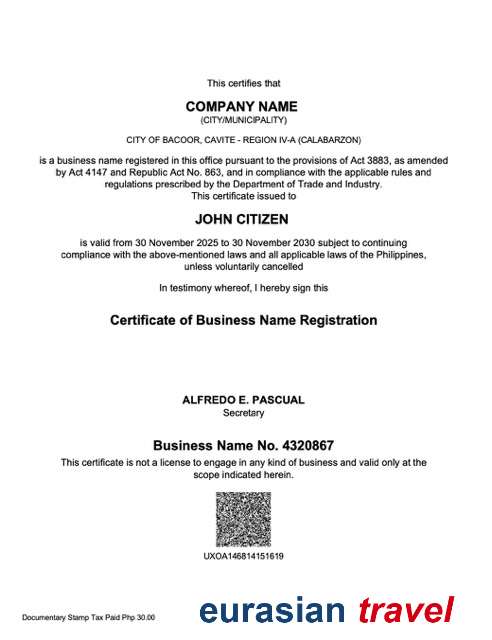 This certifies that
COMPANY NAME
(CITY/MUNICIPALITY)
CITY OF BACOOR, CAVITE - REGION IV-A (CALABARZON)
is a business name registered in this office pursuant to the provisions of Act 3883, as amended
by Act 4147 and Republic Act No. 863, and in compliance with the applicable rules and
regulations prescribed by the Department of Trade and Industry.
This certificate issued to
JOHN CITIZEN
is valid from 30 November 2025 to 30 November 2030 subject to continuing
compliance with the above-mentioned laws and all applicable laws of the Philippines,
unless voluntarily cancelled
In testimony whereof, I hereby sign this
Certificate of Business Name Registration
ALFREDO E. PASCUAL
Secretary
Business Name No. 4320867
This certificate is not a license to engage in any kind of business and valid only at the
scope indicated herein.
UXOA146814151619
Documentary Stamp Tax Paid Php 30.00
eurasian travel